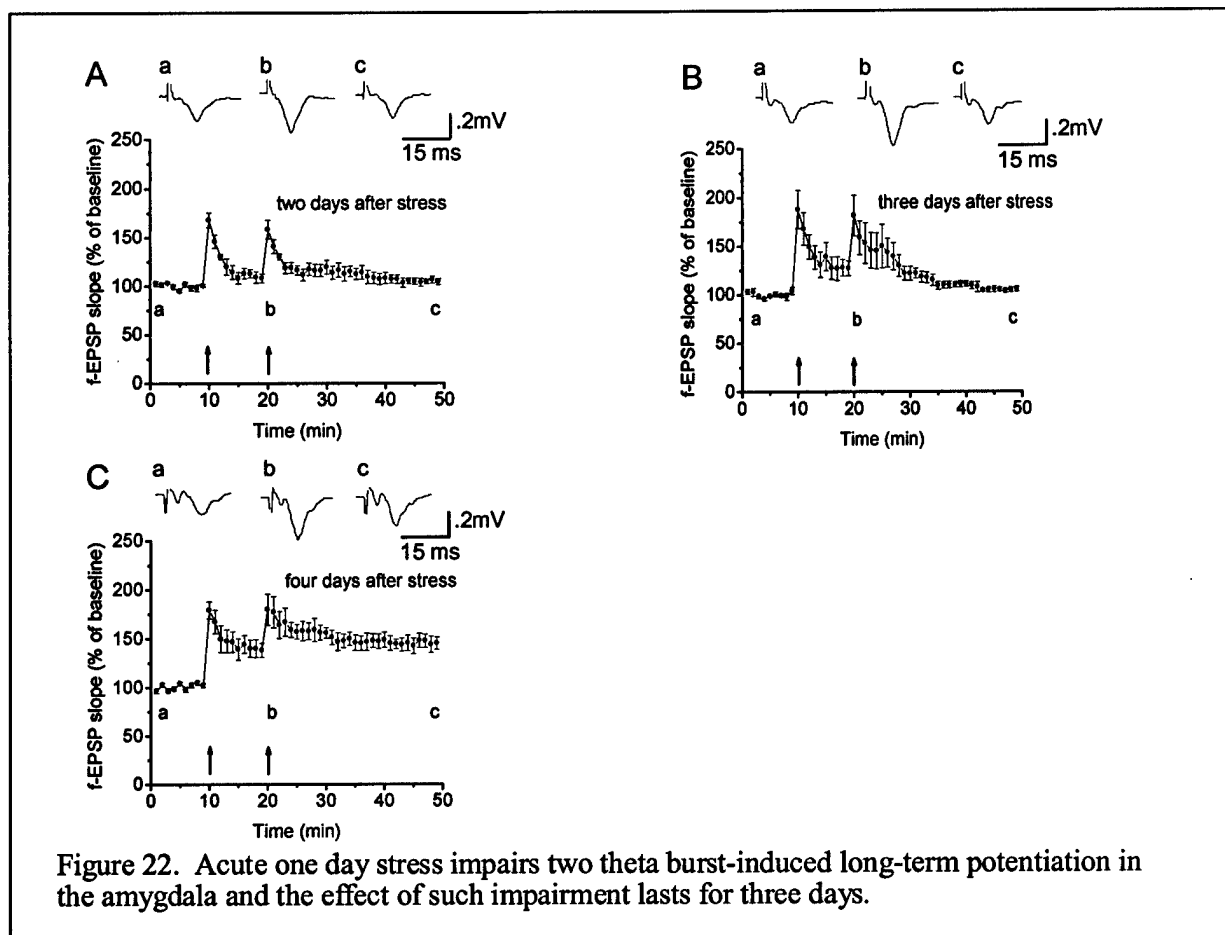 A
a b c
.2mV
15 ms
f-EPSP slope (% of baseline)
250
200
150
100
50
0
two days after stress
a b c
0 10 20 30 40 50
Time (min)
B
a b c
.2mV
15 ms
f-EPSP slope (% of baseline)
250
200
150
100
50
0
three days after stress
a b c
0 10 20 30 40 50
Time (min)
C
a b c
.2mV
15 ms
f-EPSP slope (% of baseline)
250
200
150
100
50
0
four days after stress
a b c
0 10 20 30 40 50
Time (min)
Figure 22. Acute one day stress impairs two theta burst-induced long-term potentiation in
the amygdala and the effect of such impairment lasts for three days.